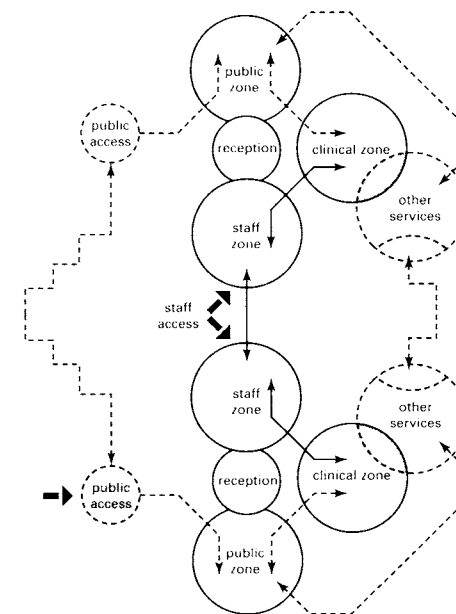 public
zone
public
access
reception
clinical zone
other
services
staff
zone
staff
access
staff
zone
other
services
clinical zone
reception
public
access
public
zone